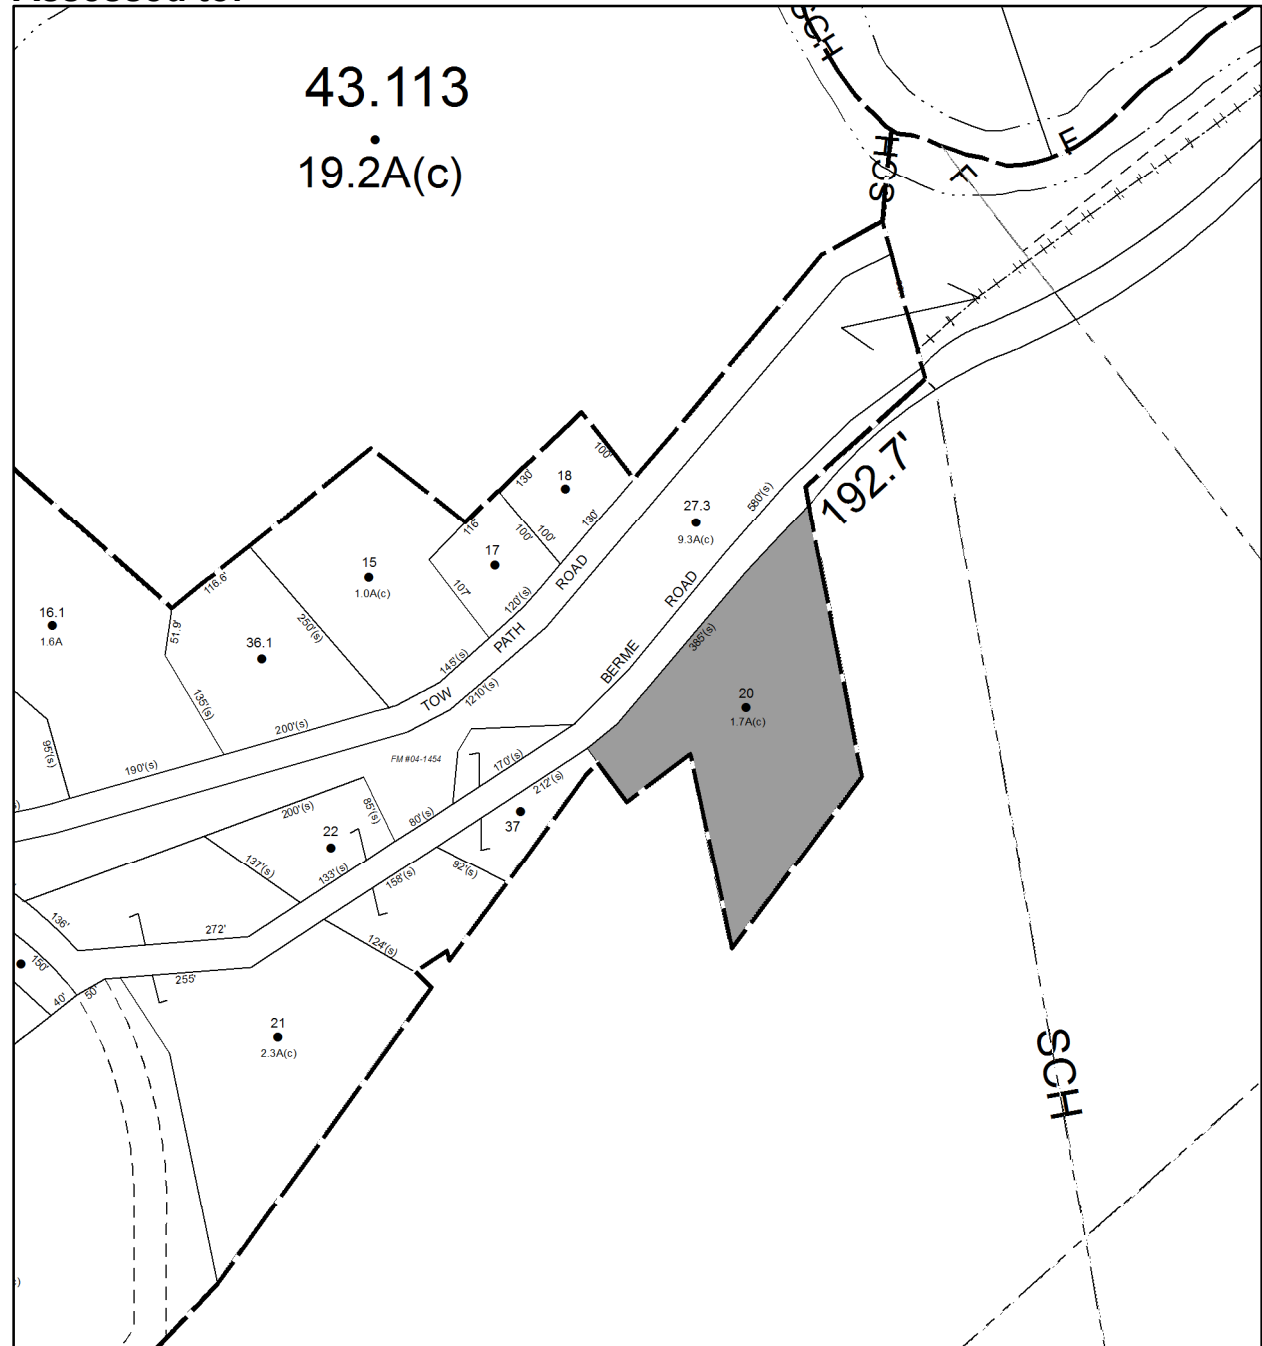 43.113
19.2A(c)
SCH
SCH
F
E
192.7'
18
100'
130'
130'
116'
100'
100'
17
107'
120'(s)
27.3
9.3A(c)
580'(s)
15
1.0A(c)
116.6'
250'(s)
51.9'
36.1
135'(s)
16.1
1.6A
95'(s)
145'(s)
1210'(s)
TOW PATH ROAD
BERME ROAD
385'(s)
20
1.7A(c)
200'(s)
190'(s)
FM #04-1454
170'(s)
212'(s)
37
200'(s)
85'(s)
80'(s)
22
137'(s)
133'(s)
158'(s)
92'(s)
124'(s)
136'
272'
255'
150'
40'
50'
21
2.3A(c)
SCH